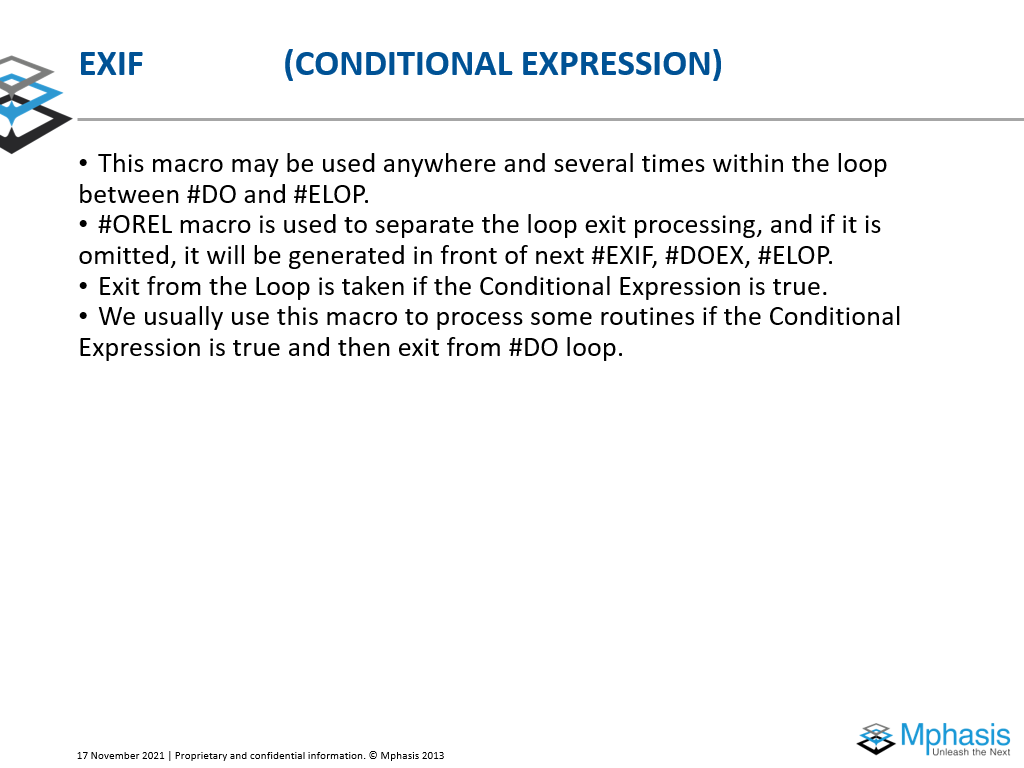 EXIF (CONDITIONAL EXPRESSION)
• This macro may be used anywhere and several times within the loop
between #DO and #ELOP.
• #OREL macro is used to separate the loop exit processing, and if it is
omitted, it will be generated in front of next #EXIF, #DOEX, #ELOP.
• Exit from the Loop is taken if the Conditional Expression is true.
• We usually use this macro to process some routines if the Conditional
Expression is true and then exit from #DO loop.
17 November 2021 | Proprietary and confidential information. © Mphasis 2013
Mphasis
Unleash the Next